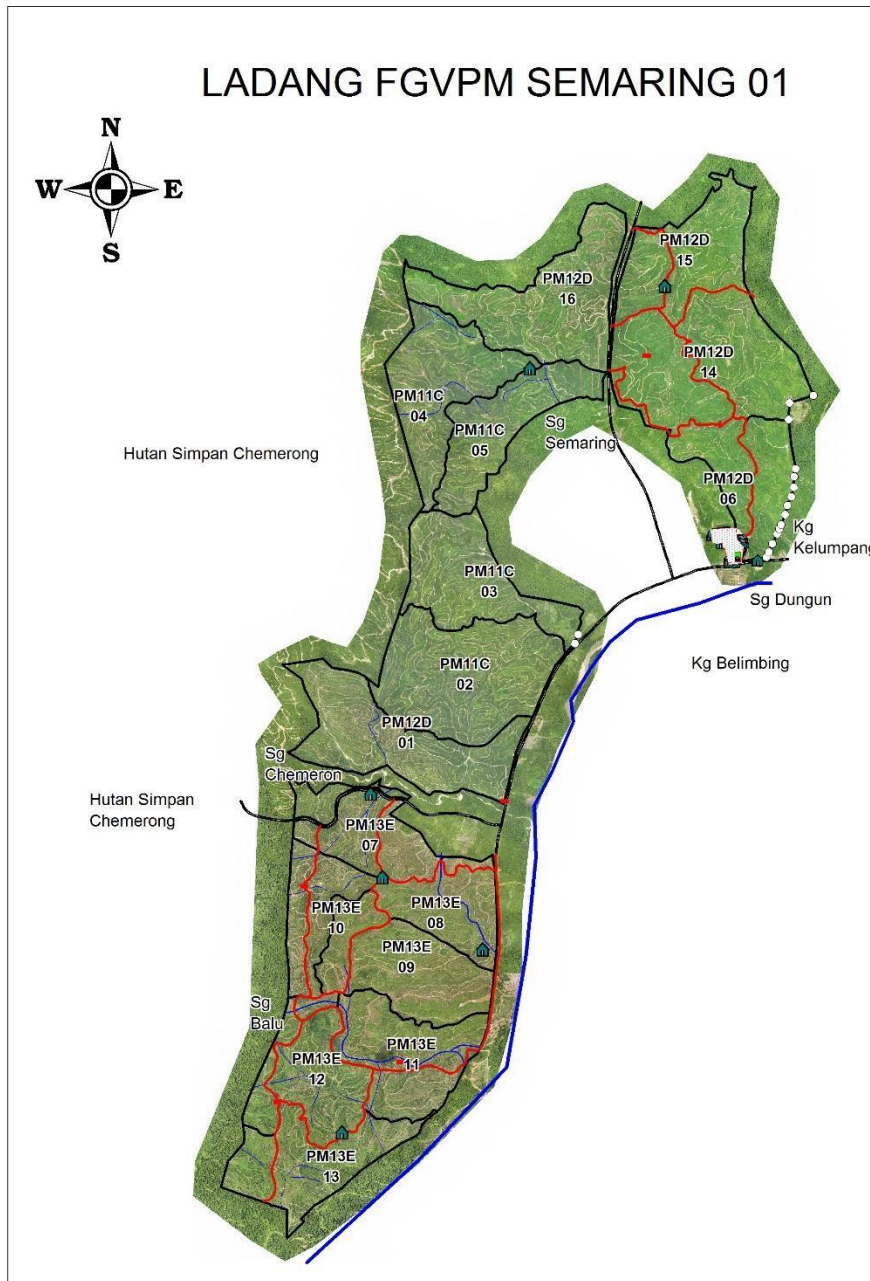 LADANG FGVPM SEMARING 01
N
W
E
S
PM12D
15
PM12D
16
PM12D
14
PM11C
04
PM11C
05
Sg
Semaring
Hutan Simpan Chemerong
PM12D
06
Kg
Kelumpang
PM11C
03
Sg Dungun
Kg Belimbing
PM11C
02
PM12D
01
Sg
Chemeron
Hutan Simpan
Chemerong
PM13E
07
PM13E
08
PM13E
10
PM13E
09
Sg
Balu
PM13E
11
PM13E
12
PM13E
13